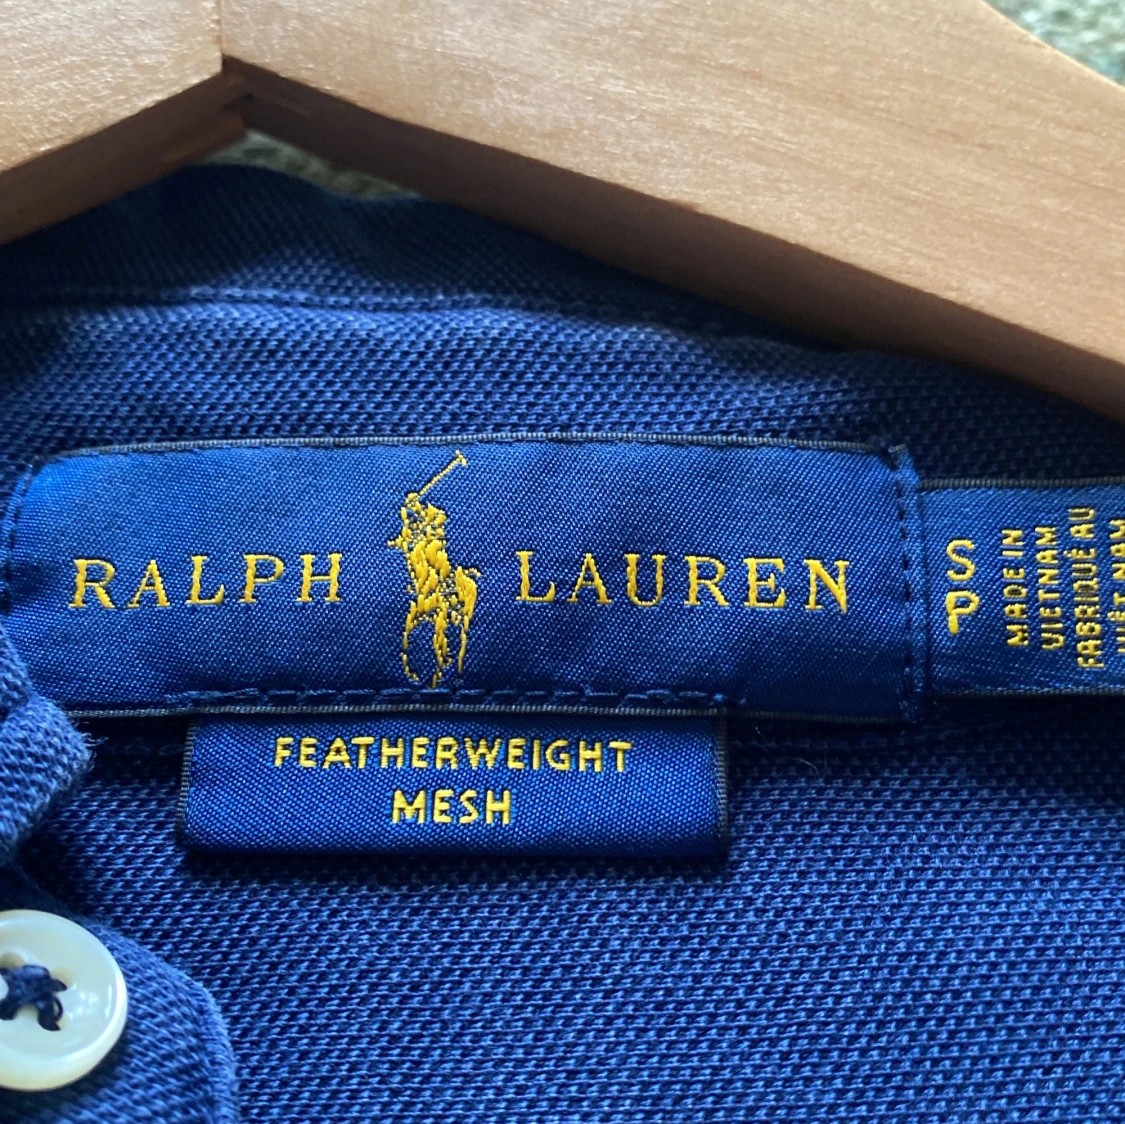 RALPH LAUREN
FEATHERWEIGHT
MESH
S
P
MADE IN
VIETNAM
FABRIQUÉ AU